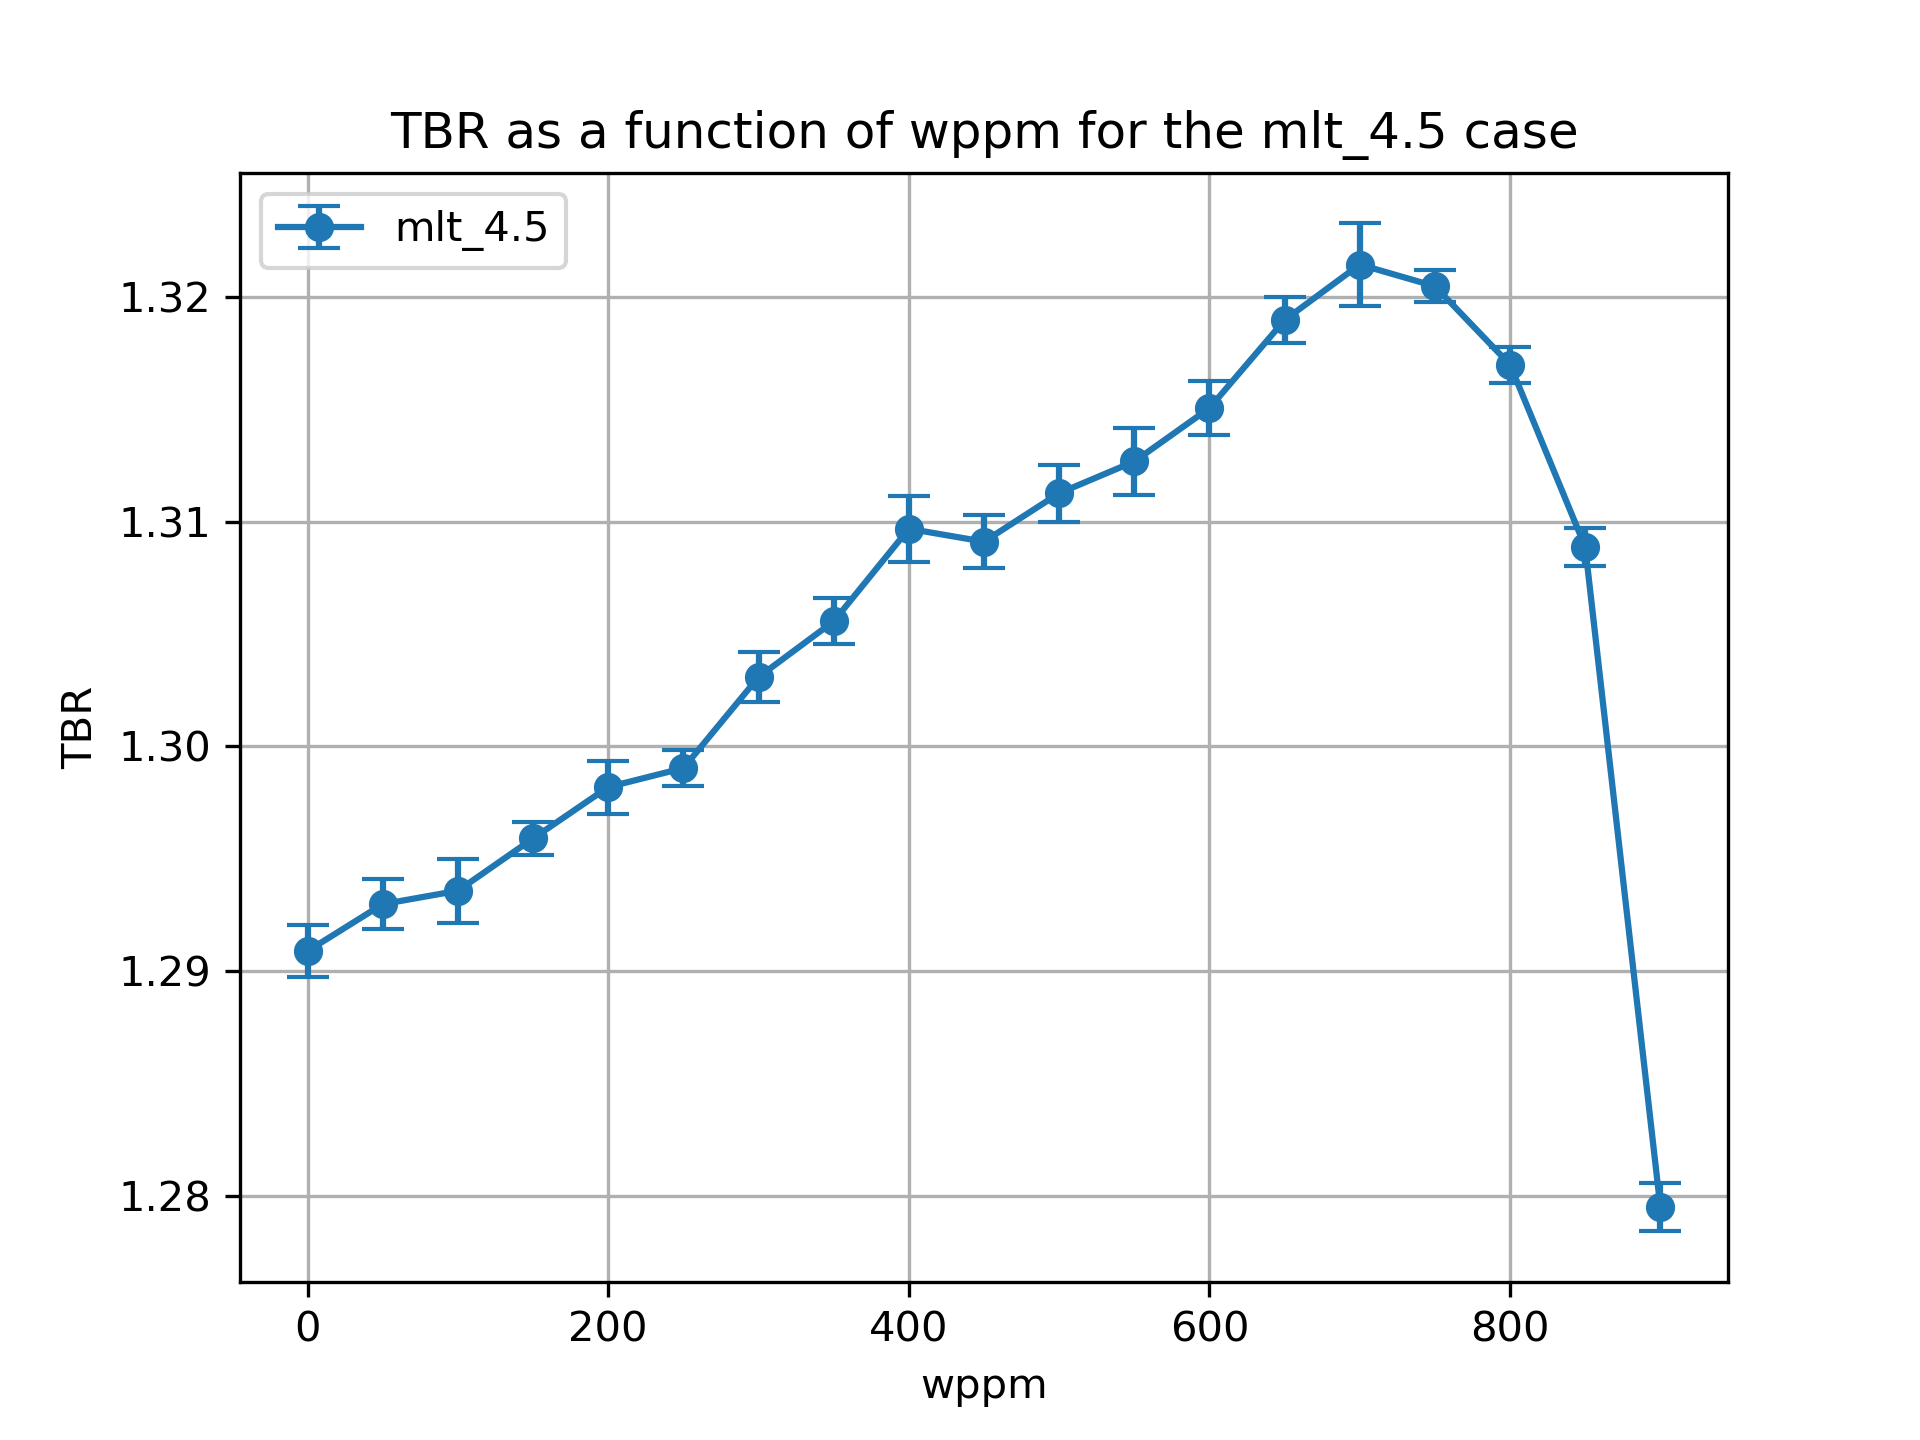 TBR as a function of wppm for the mlt_4.5 case
mlt_4.5
1.32
1.31
1.30
1.29
1.28
TBR
0 200 400 600 800
wppm